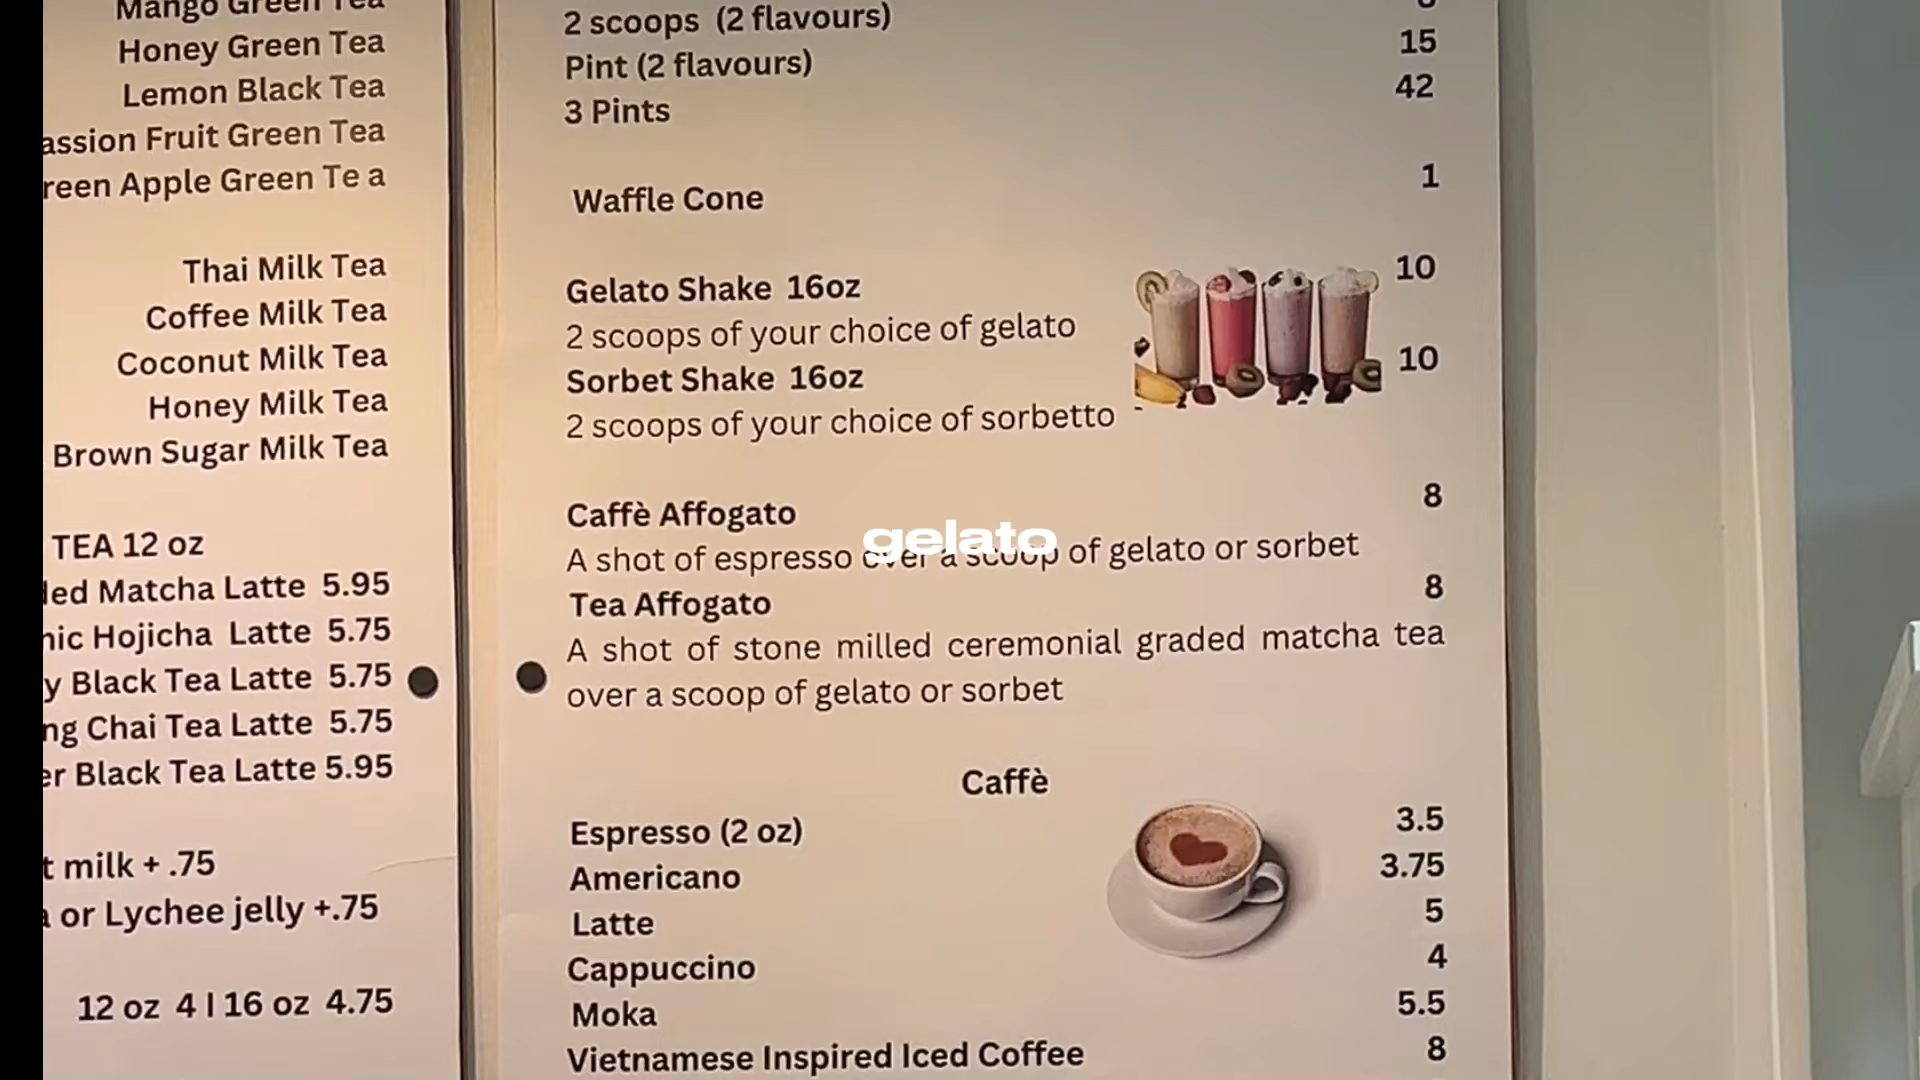 Mango Green Tea
Honey Green Tea
Lemon Black Tea
assion Fruit Green Tea
reen Apple Green Te a
Thai Milk Tea
Coffee Milk Tea
Coconut Milk Tea
Honey Milk Tea
Brown Sugar Milk Tea
TEA 12 oz
Matcha Latte 5.95
Hojicha Latte 5.75
y Black Tea Latte 5.75
Chai Tea Latte 5.75
er Black Tea Latte 5.95
t milk + .75
or Lychee jelly +.75
12 oz 4 | 16 oz 4.75
2 scoops (2 flavours)
Pint (2 flavours) 15
3 Pints 42
Waffle Cone 1
Gelato Shake 16oz 10
2 scoops of your choice of gelato
Sorbet Shake 16oz 10
2 scoops of your choice of sorbetto
Caffè Affogato 8
gelato
A shot of espresso over a scoop of gelato or sorbet
Tea Affogato 8
A shot of stone milled ceremonial graded matcha tea
over a scoop of gelato or sorbet
Caffè
Espresso (2 oz) 3.5
Americano 3.75
Latte 5
Cappuccino 4
Moka 5.5
Vietnamese Inspired Iced Coffee 8